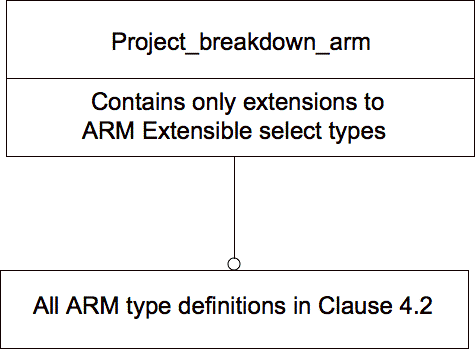 Project_breakdown_arm
Contains only extensions to
ARM Extensible select types
All ARM type definitions in Clause 4.2